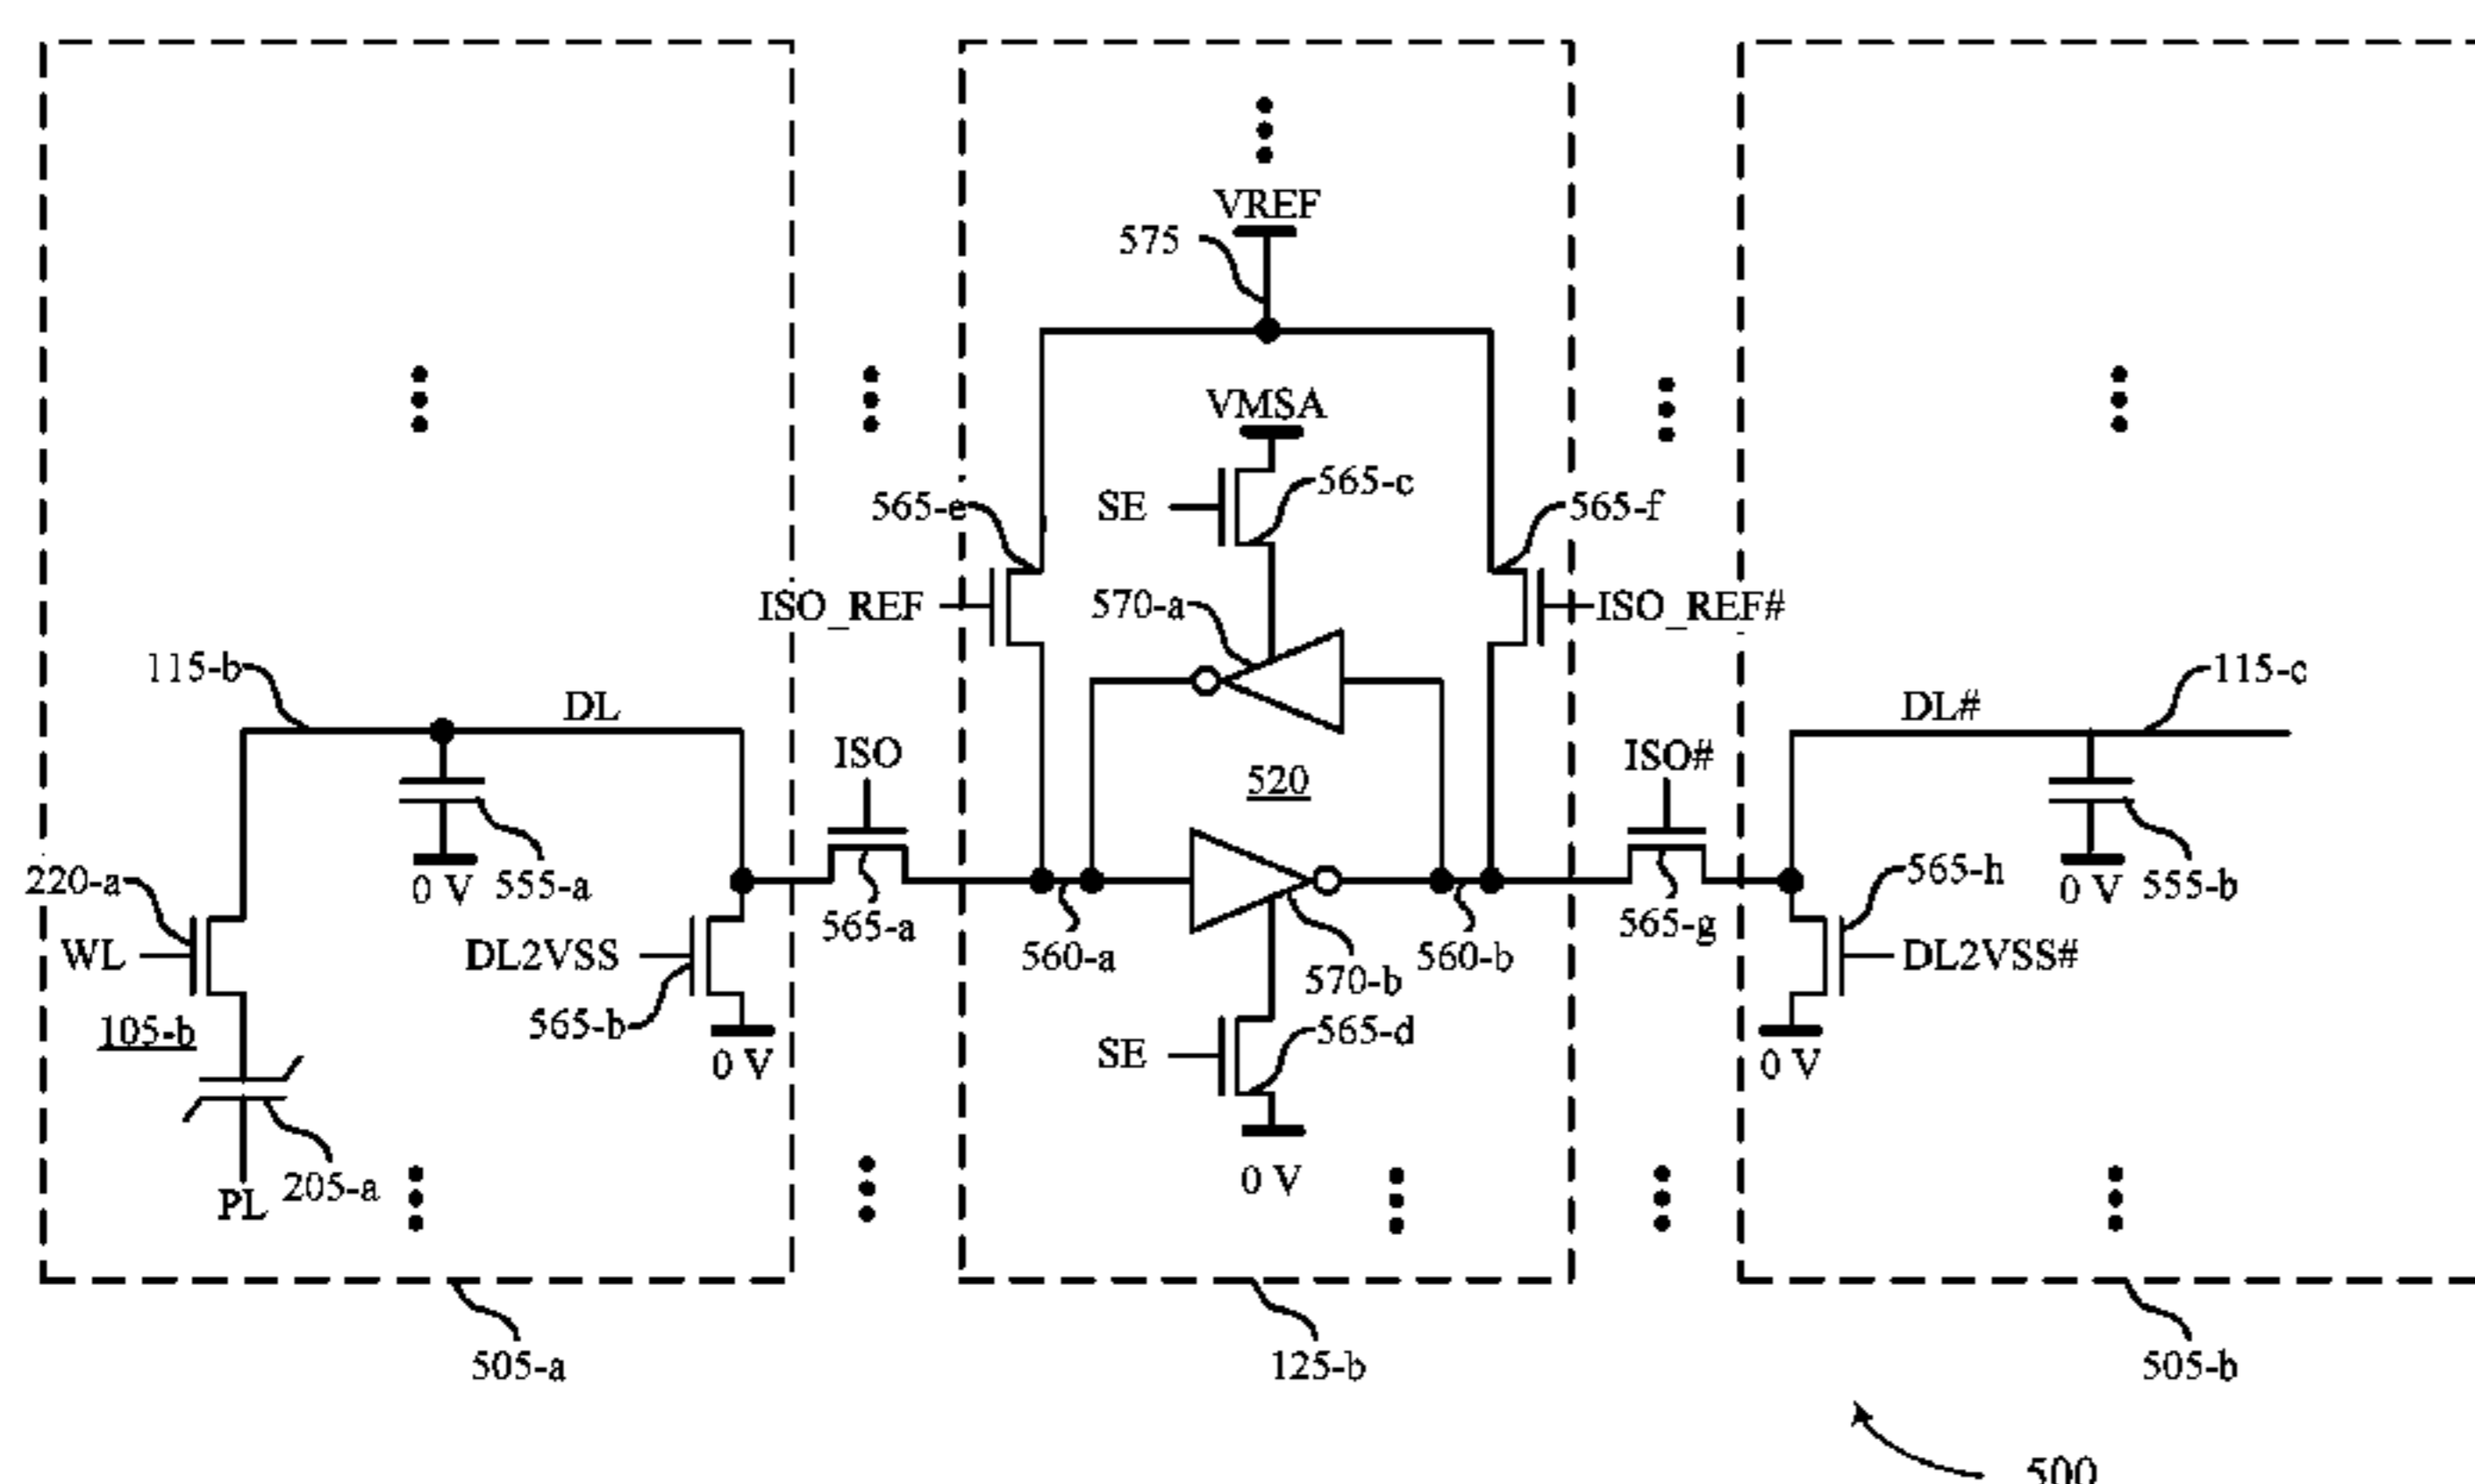 VREF
575
VMSA
565-e
SE
565-c
565-f
ISO_REF
570-a
ISO_REF#
115-b
DL
115-c
DL#
ISO
520
ISO#
220-a
0 V
555-a
565-h
0 V
555-b
WL
DL2VSS
565-a
560-a
570-b
560-b
565-g
DL2VSS#
105-b
565-b
0 V
SE
565-d
0 V
PL
205-a
0 V
505-a
125-b
505-b
500